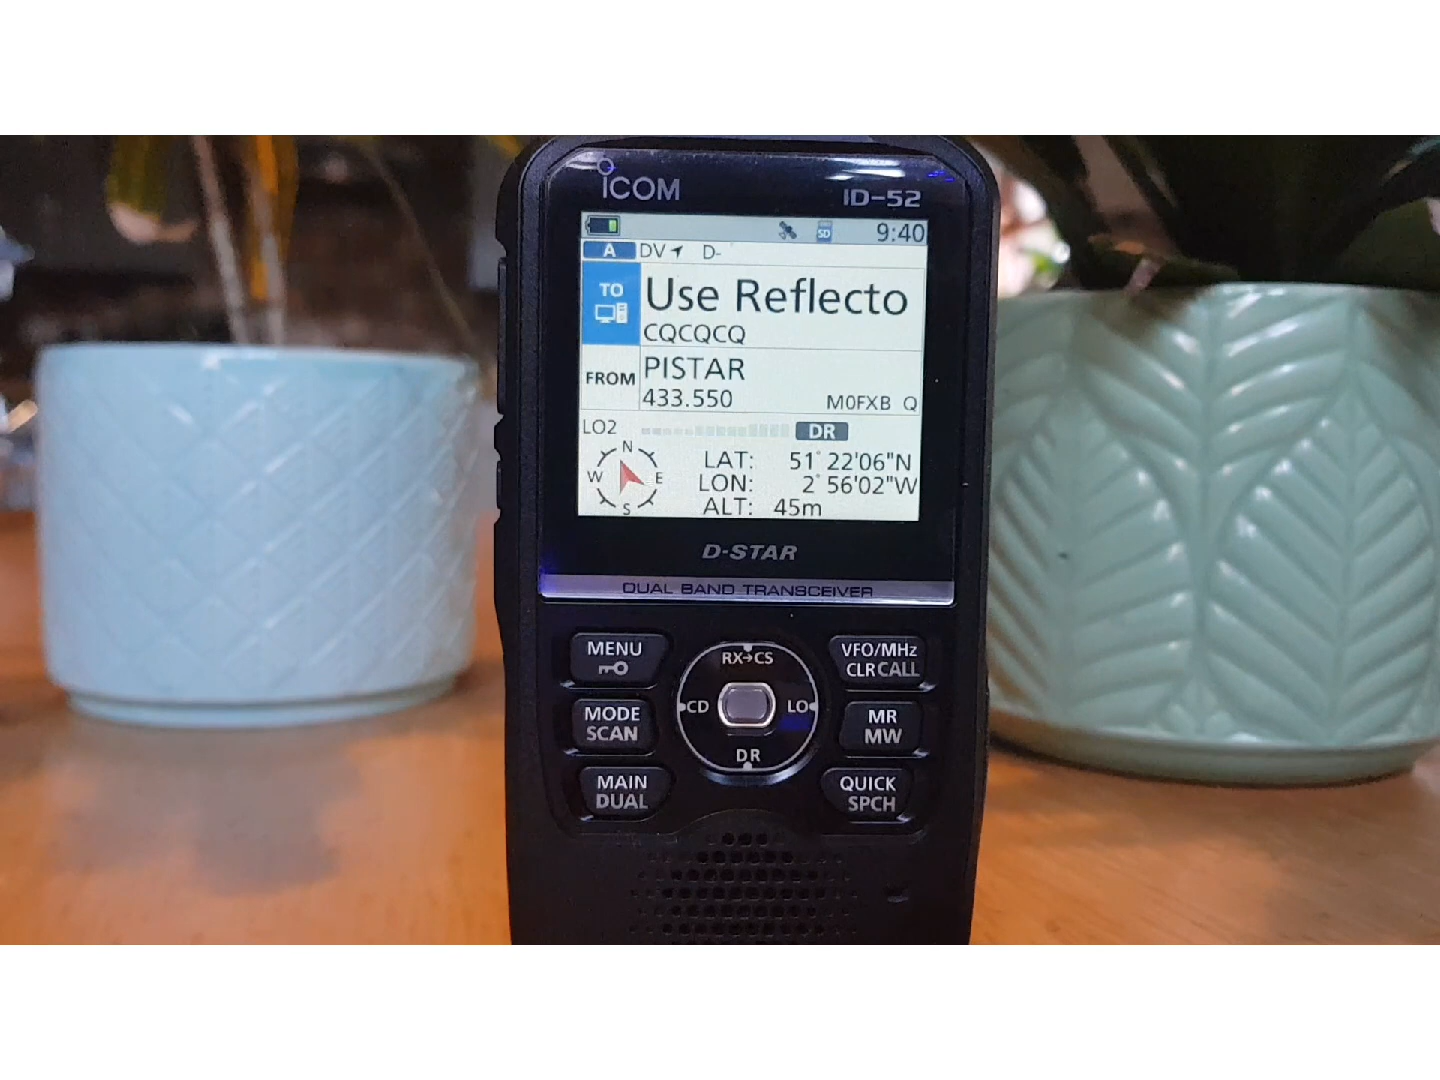 ICOM
ID-52
SD 9:40
A DV D-
TO Use Reflecto
CQCQCQ
FROM PISTAR
433.550 M0FXB Q
LO2 DR
N
W E
S
LAT: 51°22'06"N
LON: 2°56'02"W
ALT: 45m
D-STAR
DUAL BAND TRANSCEIVER
MENU
RX→CS
VFO/MHz
CLR CALL
MODE
SCAN
CD
LO
MR
MW
DR
MAIN
DUAL
QUICK
SPCH